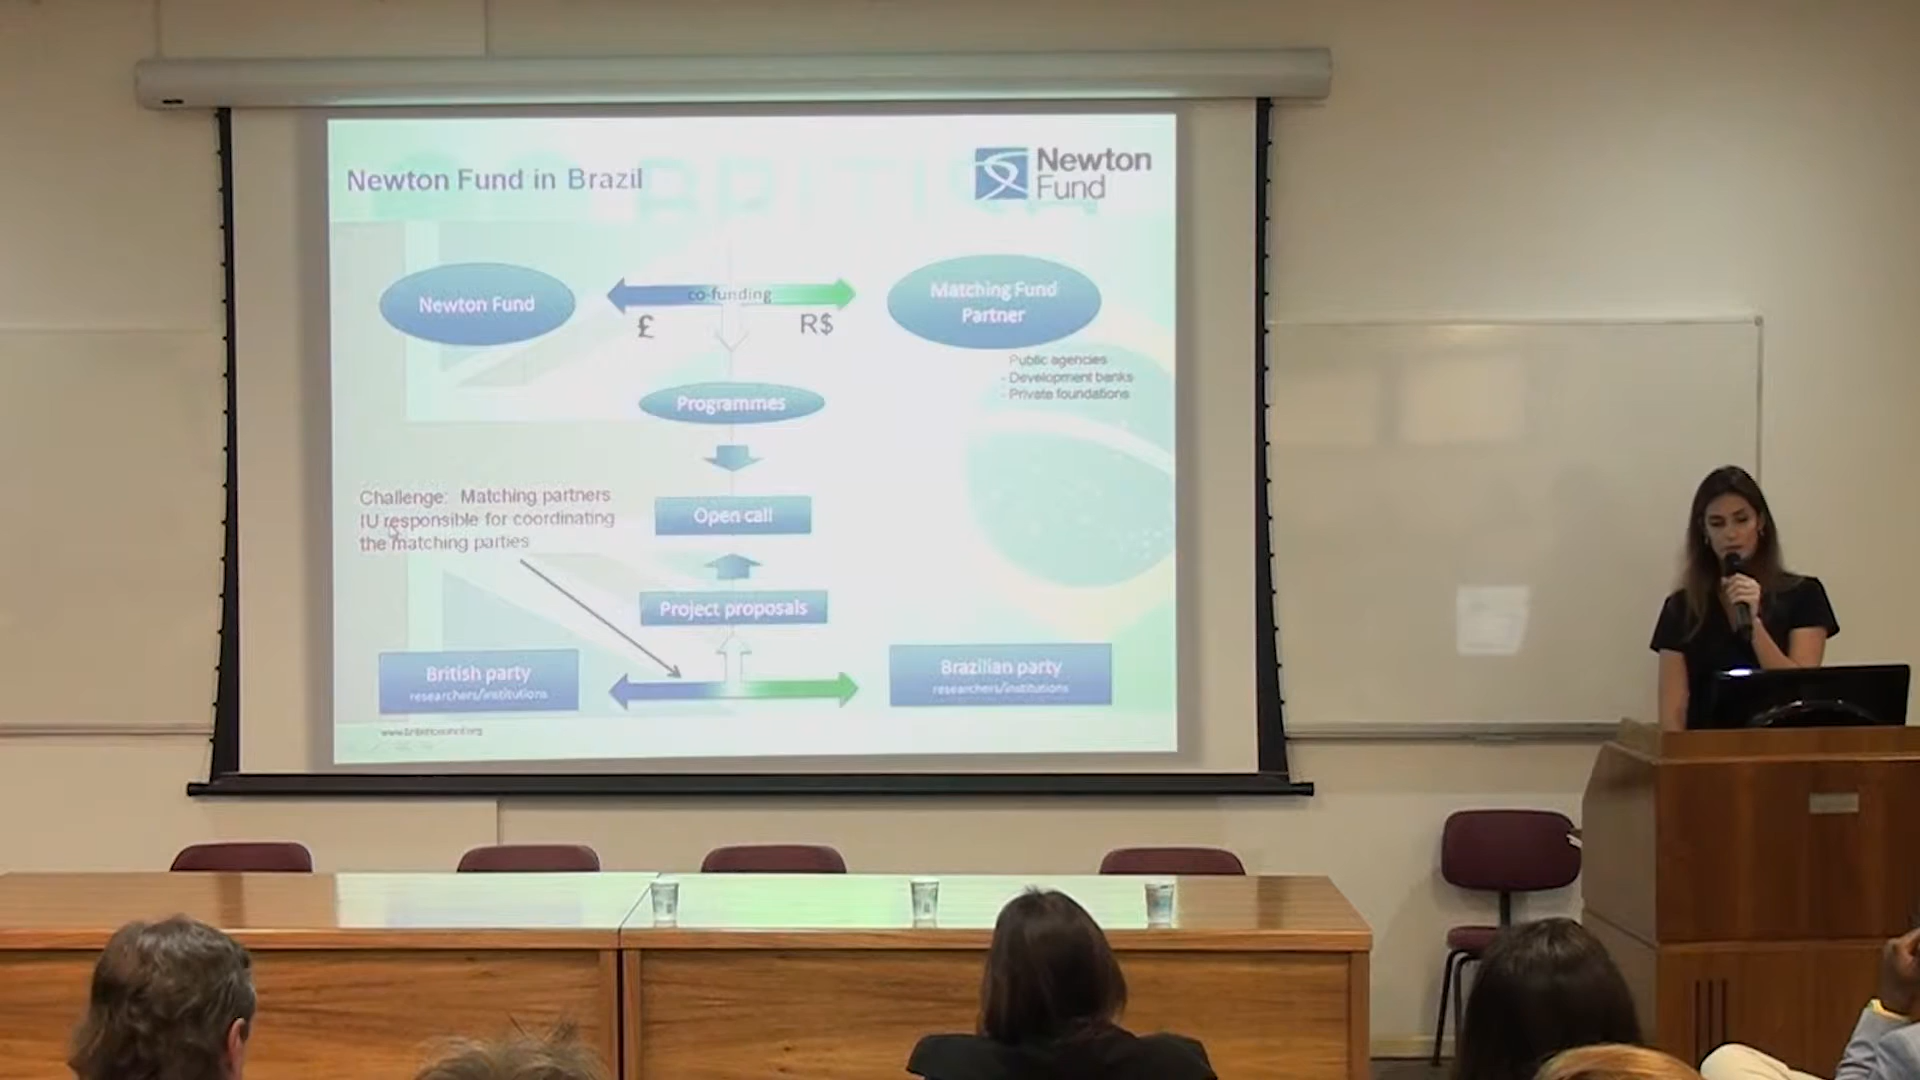 Newton Fund in Brazil
Newton
Fund
Newton Fund
co-funding
£
R$
Matching Fund
Partner
Public agencies
- Development banks
- Private foundations
Programmes
Challenge: Matching partners
IU responsible for coordinating
the matching parties
Open call
Project proposals
British party
researchers/institutions
Brazilian party
researchers/institutions